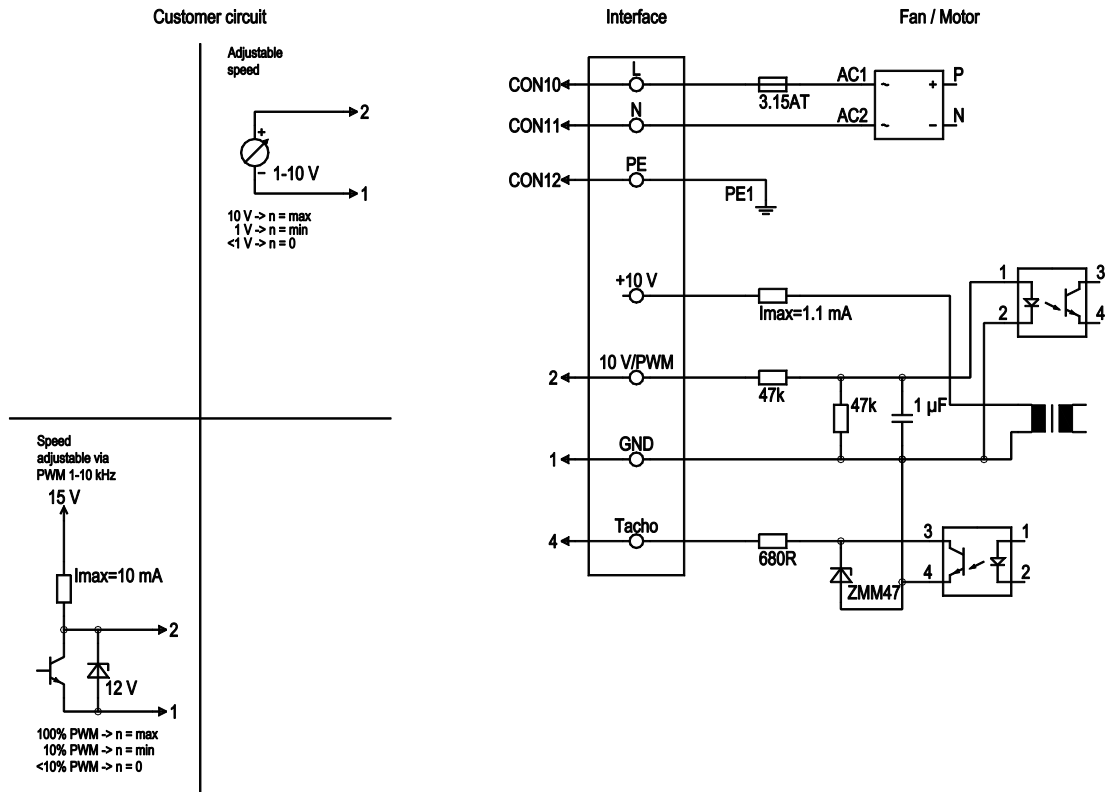 Customer circuit
Interface
Fan / Motor
Adjustable
speed
2
+
1-10 V
–
1
10 V -> n = max
1 V -> n = min
<1 V -> n = 0
Speed
adjustable via
PWM 1-10 kHz
15 V
Imax=10 mA
2
12 V
1
100% PWM -> n = max
10% PWM -> n = min
<10% PWM -> n = 0
CON10
L
3.15AT
AC1
~
+
P
CON11
N
AC2
~
–
N
CON12
PE
PE1
+10 V
Imax=1.1 mA
1
3
2
4
2
10 V/PWM
47k
47k
1 µF
1
GND
4
Tacho
680R
ZMM47
3
1
4
2